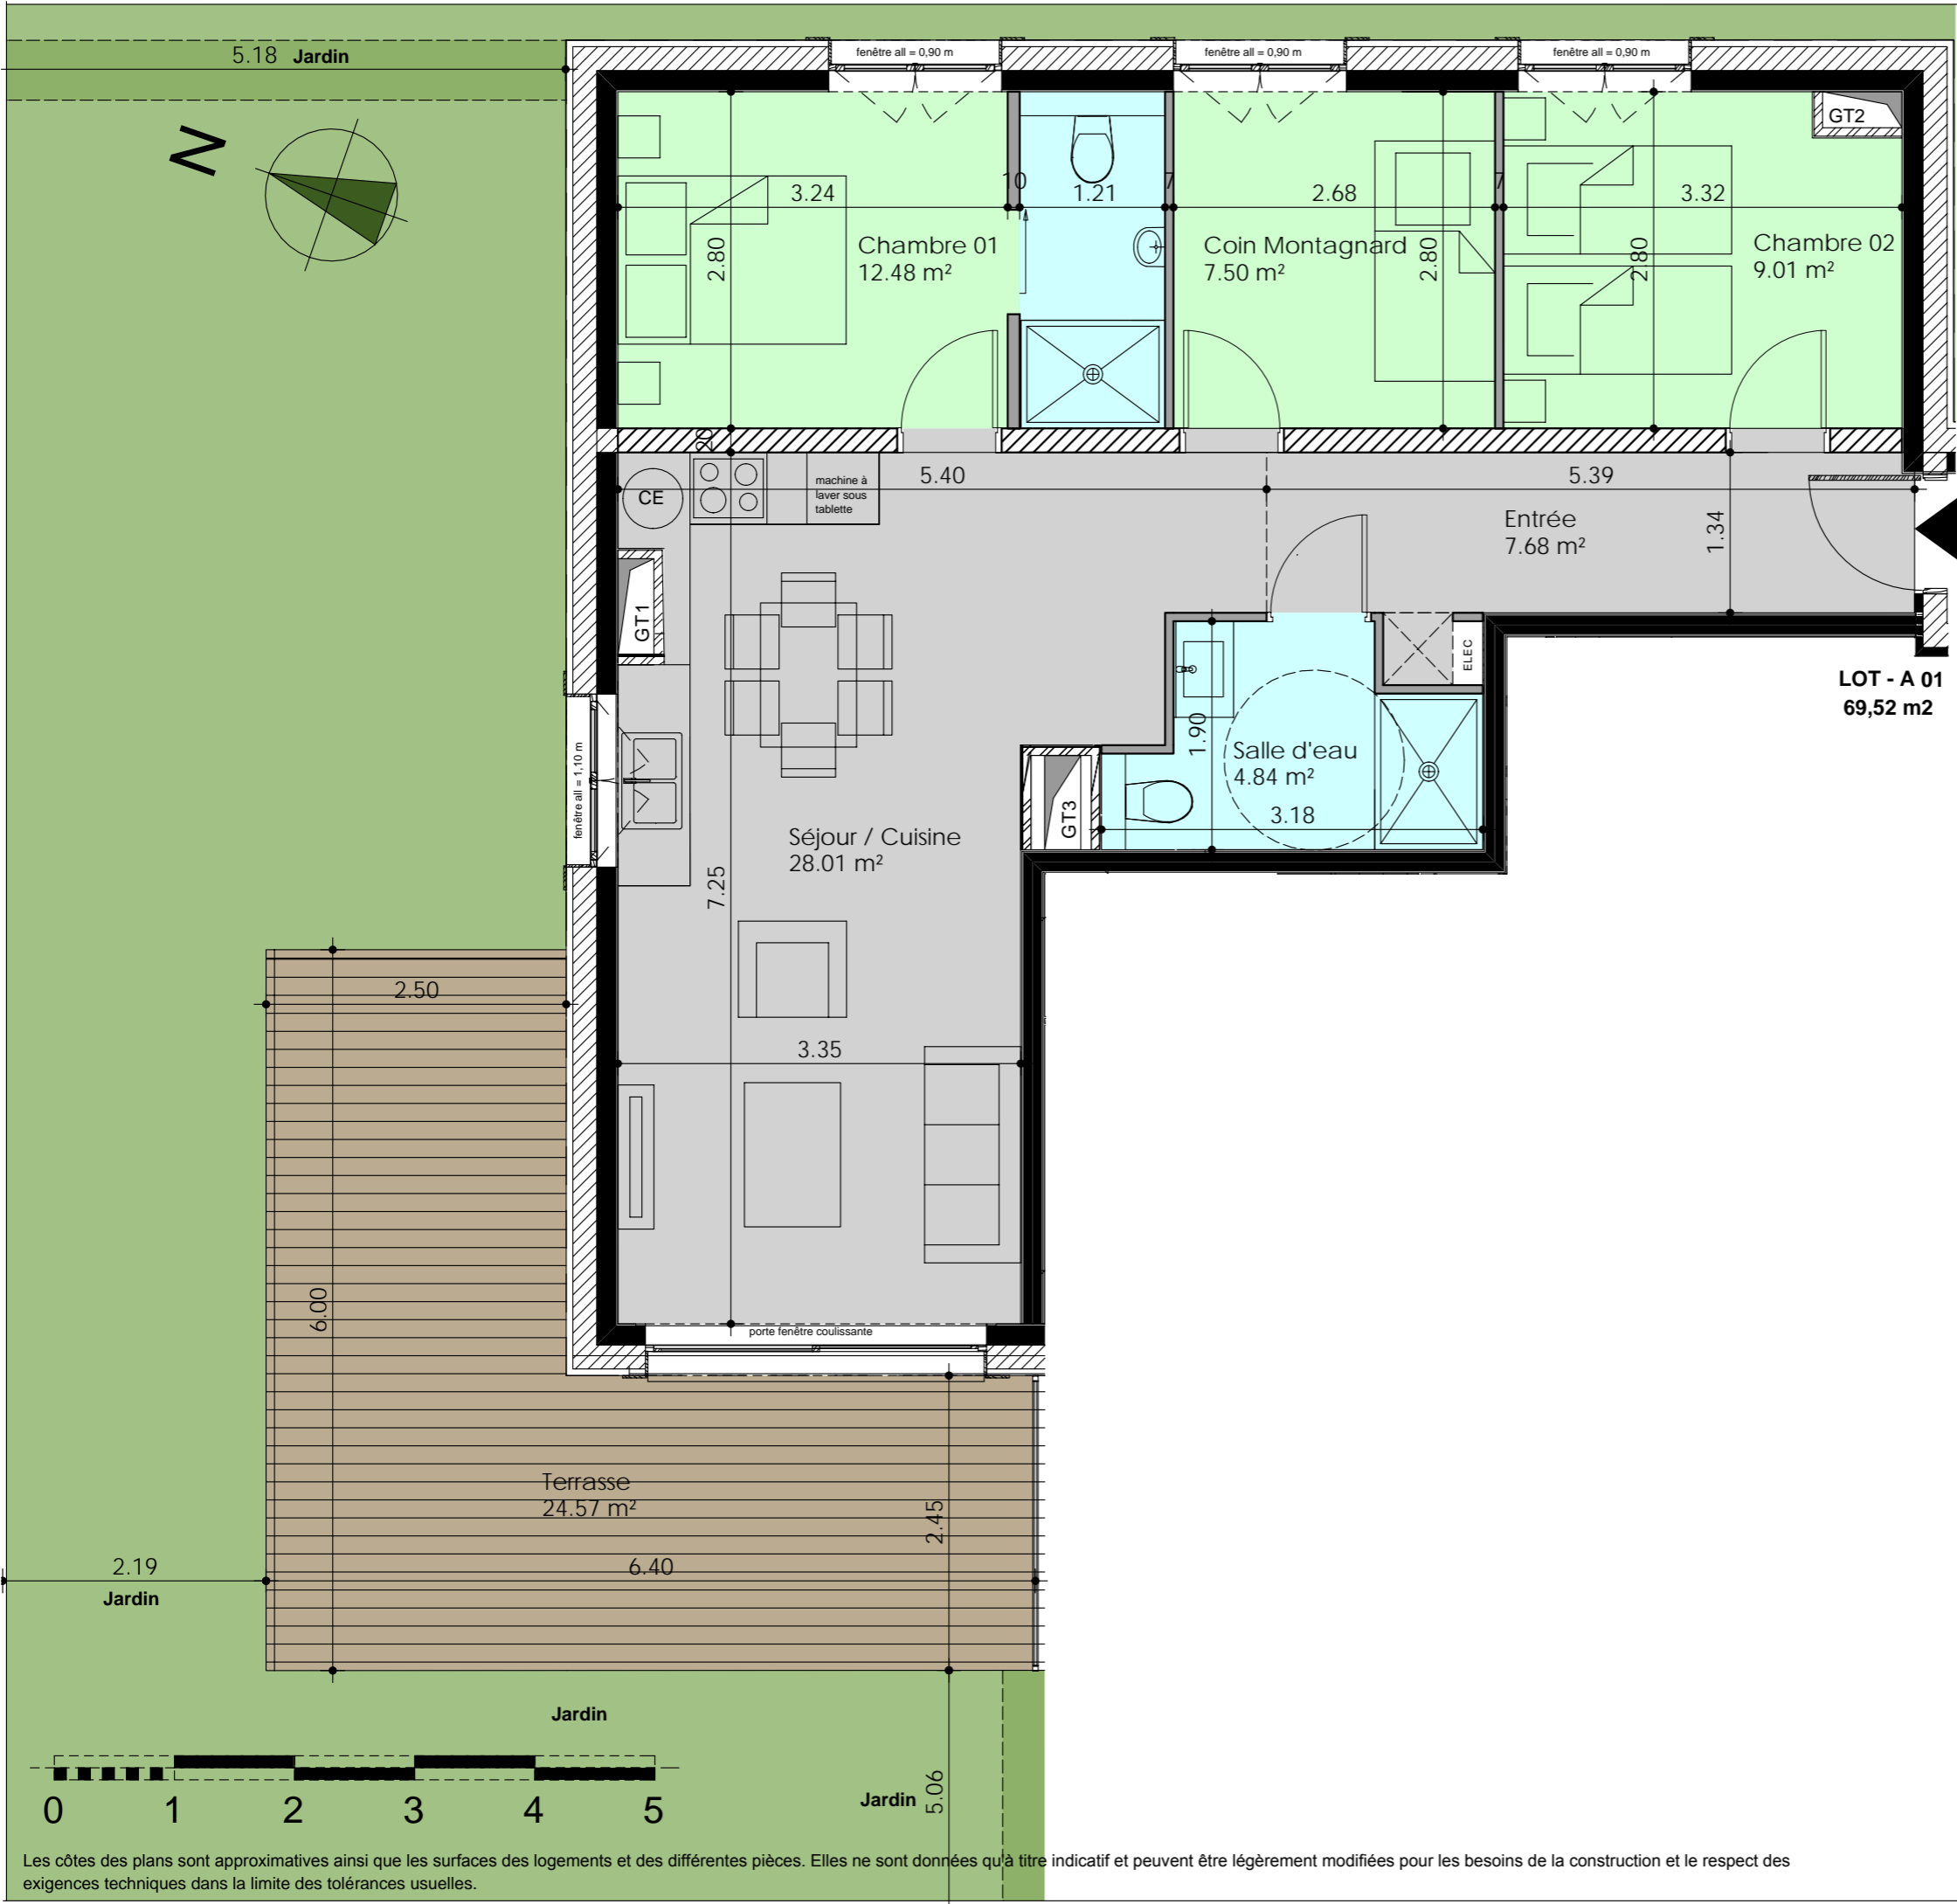 5.18 Jardin
fenêtre all = 0,90 m
fenêtre all = 0,90 m
fenêtre all = 0,90 m
N
GT2
3.24
10
1.21
7
2.68
7
3.32
Chambre 01
12.48 m²
2.80
Coin Montagnard
7.50 m²
2.80
Chambre 02
9.01 m²
2.80
20
CE
machine à
laver sous
tablette
5.40
5.39
Entrée
7.68 m²
1.34
GT1
ELEC
LOT - A 01
69,52 m2
fenêtre all = 1,10 m
1.90
Salle d'eau
4.84 m²
3.18
GT3
Séjour / Cuisine
28.01 m²
7.25
2.50
3.35
6.00
porte fenêtre coulissante
Terrasse
24.57 m²
2.45
2.19
Jardin
6.40
Jardin
Jardin
5.06
0 1 2 3 4 5
Les côtes des plans sont approximatives ainsi que les surfaces des logements et des différentes pièces. Elles ne sont données qu'à titre indicatif et peuvent être légèrement modifiées pour les besoins de la construction et le respect des
exigences techniques dans la limite des tolérances usuelles.